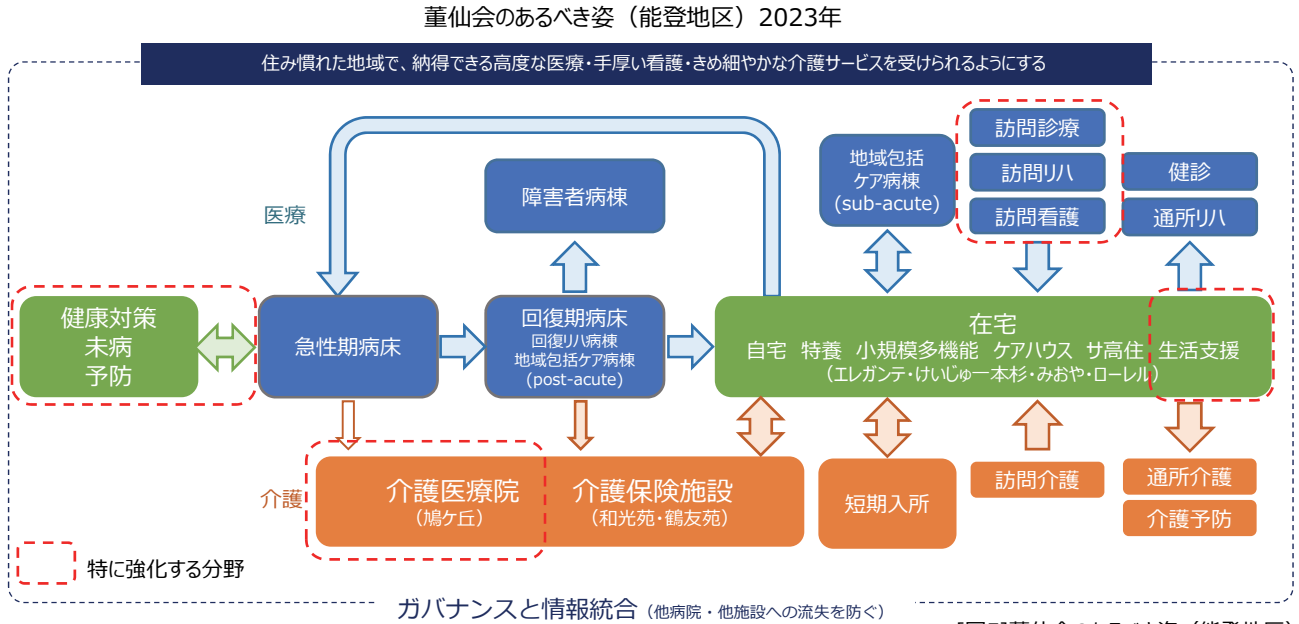 董仙会のあるべき姿（能登地区）2023年
住み慣れた地域で、納得できる高度な医療・手厚い看護・きめ細やかな介護サービスを受けられるようにする
医療
障害者病棟
地域包括
ケア病棟
(sub-acute)
訪問診療
訪問リハ
訪問看護
健診
通所リハ
健康対策
未病
予防
急性期病床
回復期病床
回復リハ病棟
地域包括ケア病棟
(post-acute)
在宅
自宅 特養 小規模多機能 ケアハウス サ高住 生活支援
（エレガンテ・けいじゅ一本杉・みおや・ローレル）
介護
介護医療院
（鳩ケ丘）
介護保険施設
（和光苑・鶴友苑）
短期入所
訪問介護
通所介護
介護予防
特に強化する分野
ガバナンスと情報統合（他病院・他施設への流失を防ぐ）